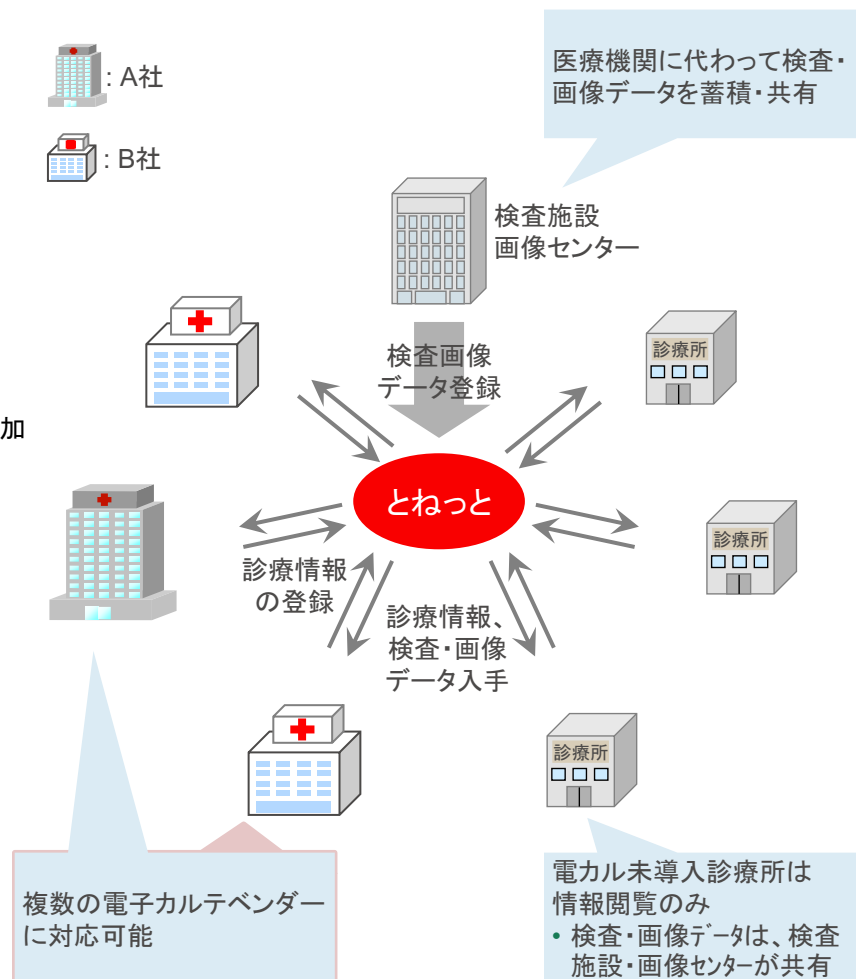 : A社
: B社
医療機関に代わって検査・
画像データを蓄積・共有
検査施設
画像センター
検査画像
データ登録
診療所
加
とねっと
診療所
診療情報
の登録
診療情報、
検査・画像
データ入手
診療所
複数の電子カルテベンダー
に対応可能
電カル未導入診療所は
情報閲覧のみ
• 検査・画像ﾃﾞｰﾀは、検査
施設・画像ｾﾝﾀｰが共有